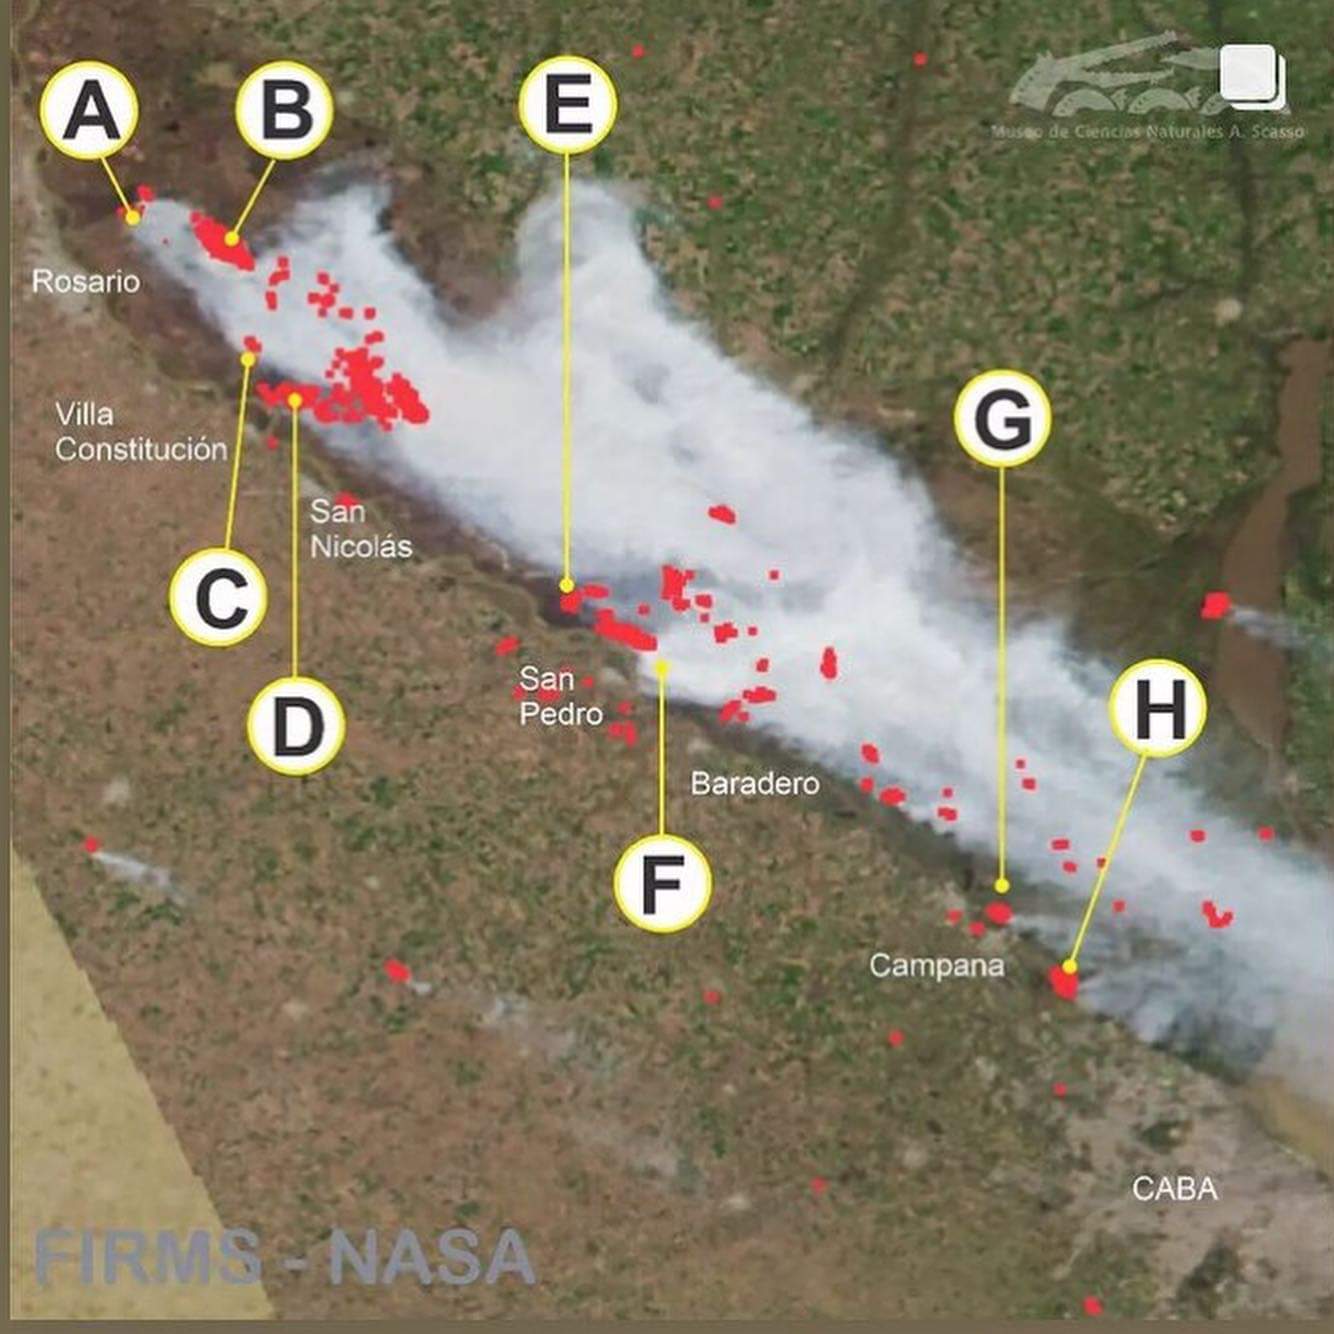 A
B
E
Museo de Ciencias Naturales A. Scasso
Rosario
G
Villa
Constitución
San
Nicolás
C
H
San
Pedro
D
Baradero
F
Campana
CABA
FIRMS - NASA